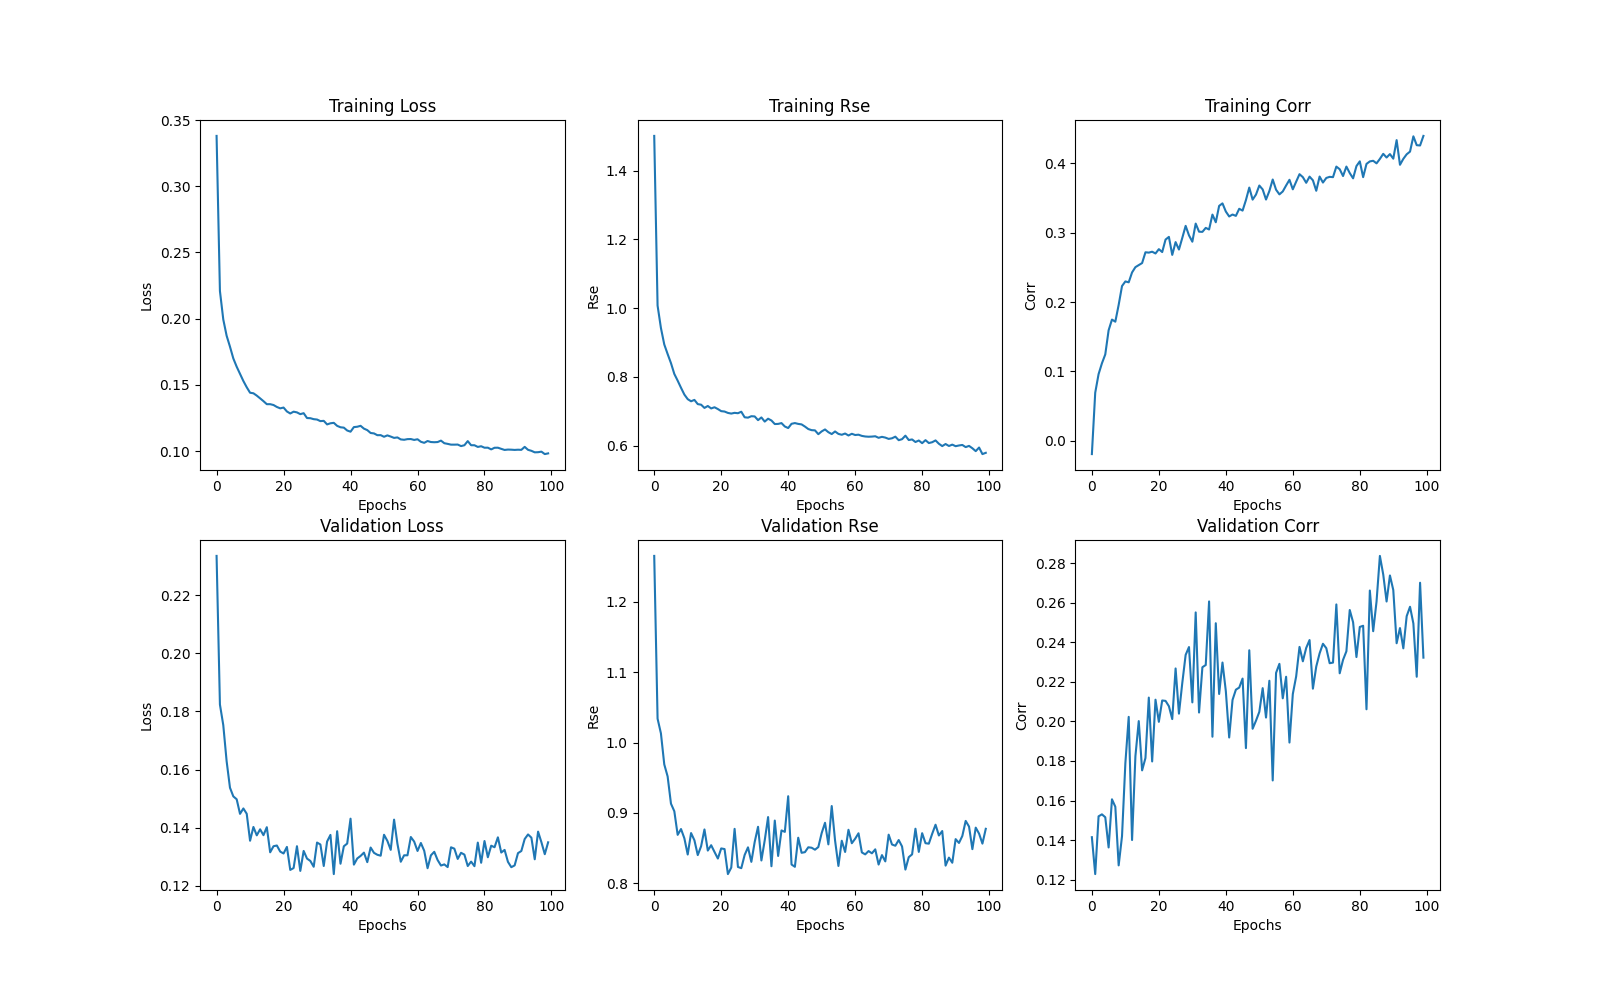 Training Loss
Loss
0.35
0.30
0.25
0.20
0.15
0.10
0 20 40 60 80 100
Epochs
Training Rse
Rse
1.4
1.2
1.0
0.8
0.6
0 20 40 60 80 100
Epochs
Training Corr
Corr
0.4
0.3
0.2
0.1
0.0
0 20 40 60 80 100
Epochs
Validation Loss
Loss
0.22
0.20
0.18
0.16
0.14
0.12
0 20 40 60 80 100
Epochs
Validation Rse
Rse
1.2
1.1
1.0
0.9
0.8
0 20 40 60 80 100
Epochs
Validation Corr
Corr
0.28
0.26
0.24
0.22
0.20
0.18
0.16
0.14
0.12
0 20 40 60 80 100
Epochs